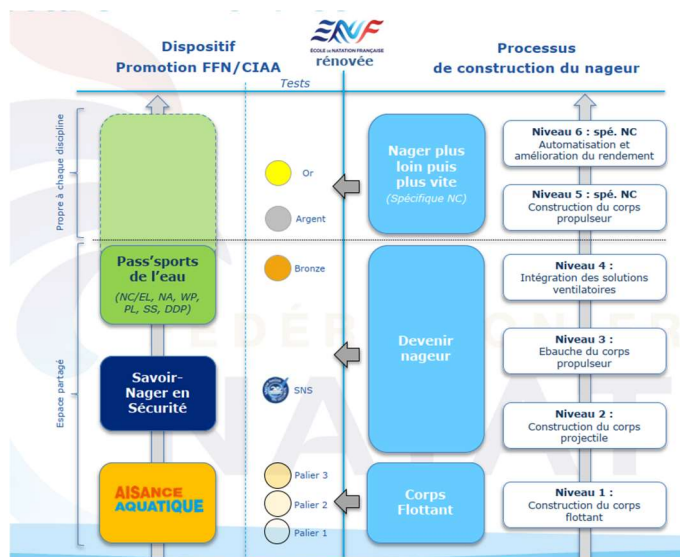 Dispositif
Promotion FFN/CIAA
Tests
ENF
ÉCOLE DE NATATION FRANÇAISE
rénovée
Processus
de construction du nageur
Propre à chaque discipline
Or
Argent
Nager plus
loin puis
plus vite
(Spécifique NC)
Niveau 6 : spé. NC
Automatisation et
amélioration du rendement
Niveau 5 : spé. NC
Construction du corps
propulseur
Espace partagé
Pass'sports
de l'eau
(NC/EL, NA, WP,
PL, SS, DDP)
Bronze
Savoir-
Nager en
Sécurité
SNS
Devenir
nageur
Niveau 4 :
Intégration des solutions
ventilatoires
Niveau 3 :
Ebauche du corps
propulseur
Niveau 2 :
Construction du corps
projectile
AISANCE
AQUATIQUE
Palier 3
Palier 2
Palier 1
Corps
Flottant
Niveau 1 :
Construction du corps
flottant